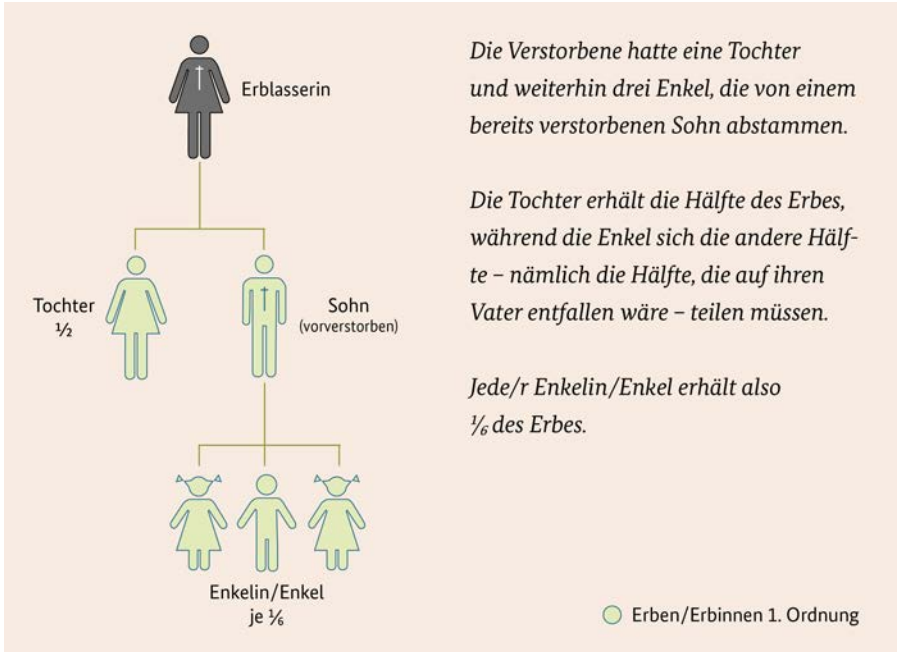 Erblasserin
Tochter
½
Sohn
(vorverstorben)
Enkelin/Enkel
je ⅙
Die Verstorbene hatte eine Tochter
und weiterhin drei Enkel, die von einem
bereits verstorbenen Sohn abstammen.
Die Tochter erhält die Hälfte des Erbes,
während die Enkel sich die andere Hälf-
te – nämlich die Hälfte, die auf ihren
Vater entfallen wäre – teilen müssen.
Jede/r Enkelin/Enkel erhält also
⅙ des Erbes.
Erben/Erbinnen 1. Ordnung